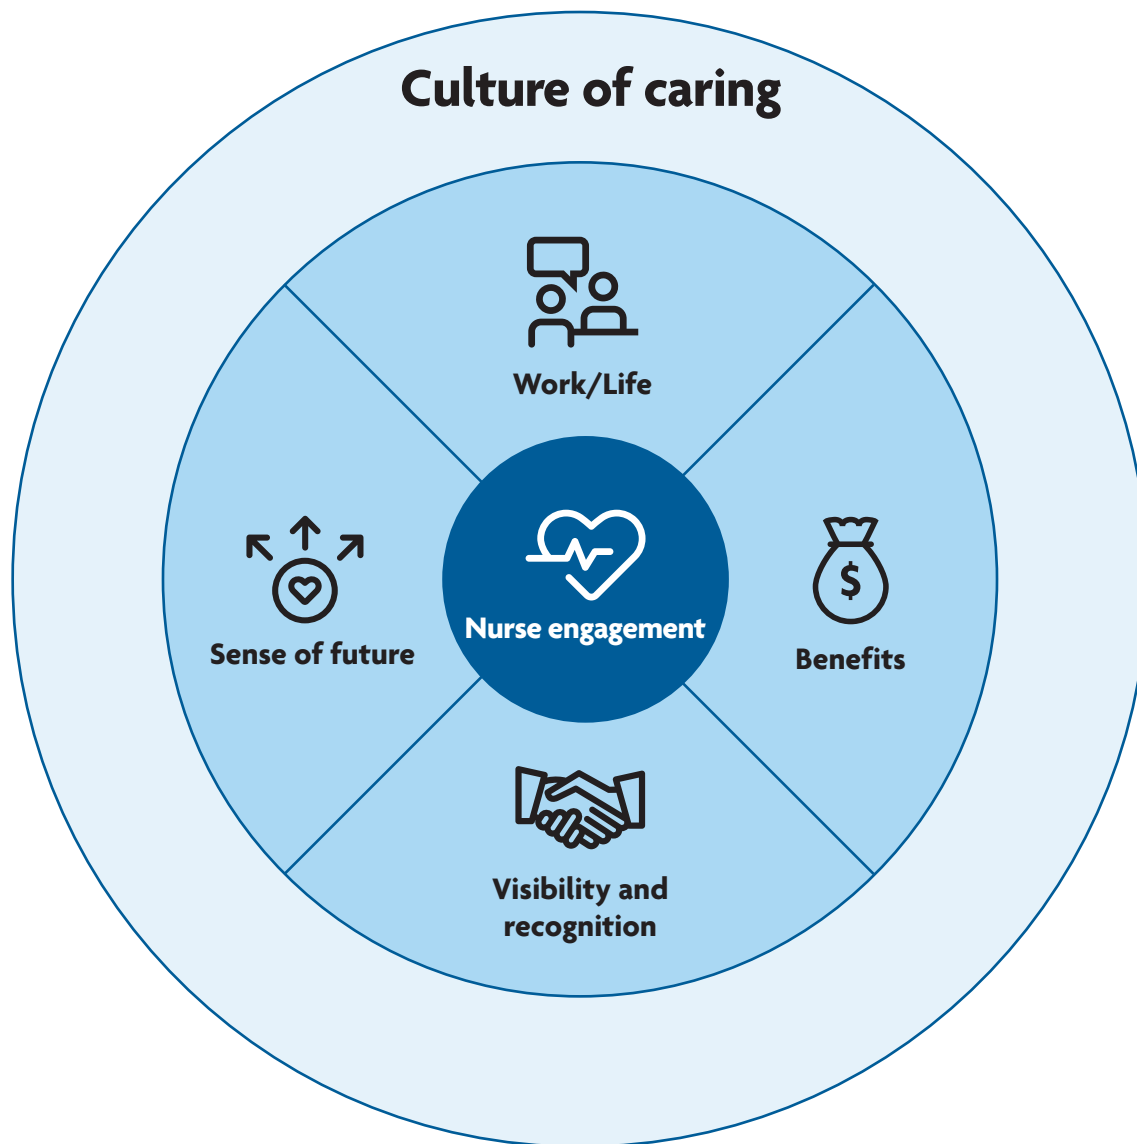 Culture of caring
Work/Life
Sense of future
Nurse engagement
$
Benefits
Visibility and
recognition